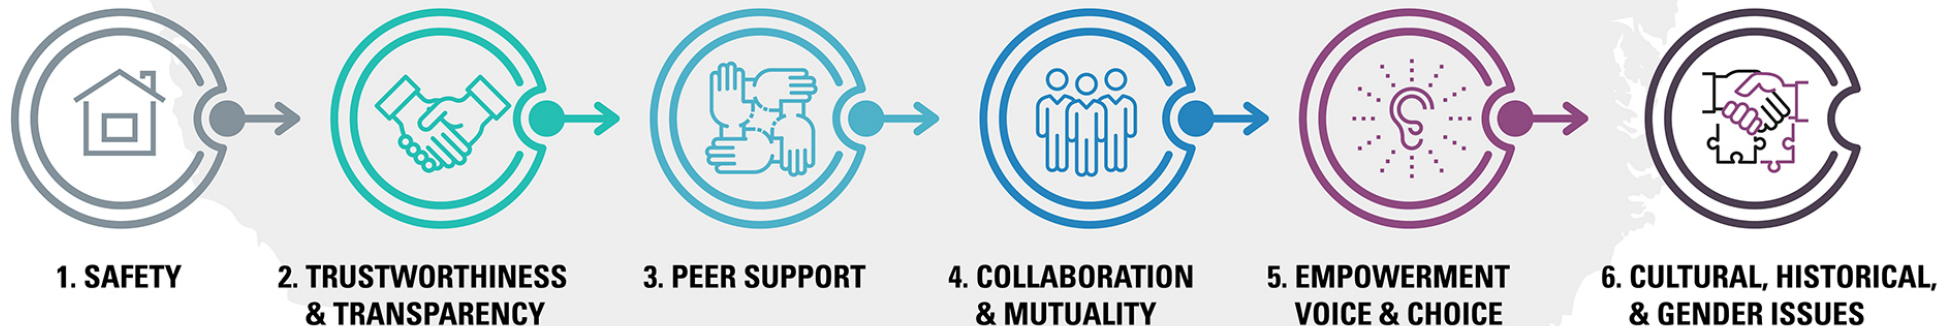 1. SAFETY
2. TRUSTWORTHINESS
& TRANSPARENCY
3. PEER SUPPORT
4. COLLABORATION
& MUTUALITY
5. EMPOWERMENT
VOICE & CHOICE
6. CULTURAL, HISTORICAL,
& GENDER ISSUES